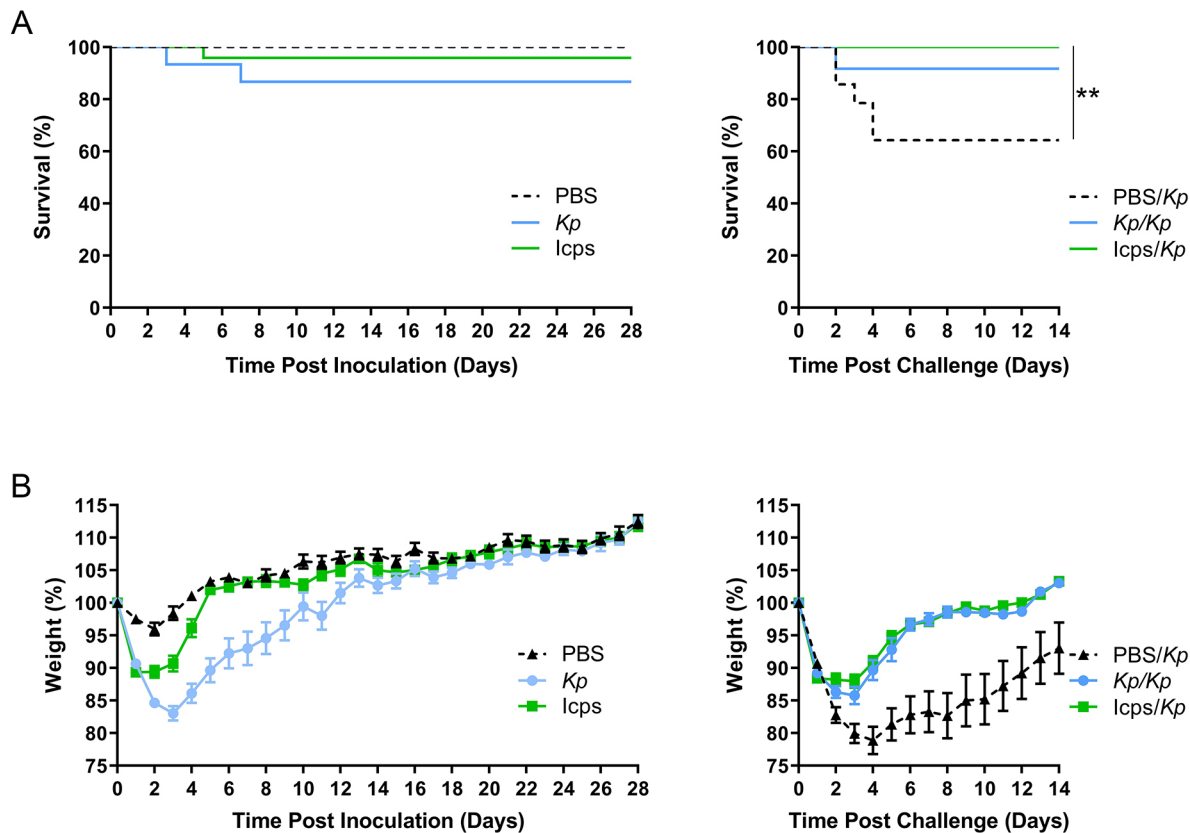 A
Survival (%)
100
80
60
40
20
0
0 2 4 6 8 10 12 14 16 18 20 22 24 26 28
Time Post Inoculation (Days)
PBS
Kp
Icps
Survival (%)
100
80
60
40
20
0
0 2 4 6 8 10 12 14
Time Post Challenge (Days)
**
PBS/Kp
Kp/Kp
Icps/Kp
B
Weight (%)
115
110
105
100
95
90
85
80
75
0 2 4 6 8 10 12 14 16 18 20 22 24 26 28
Time Post Inoculation (Days)
PBS
Kp
Icps
Weight (%)
115
110
105
100
95
90
85
80
75
0 2 4 6 8 10 12 14
Time Post Challenge (Days)
PBS/Kp
Kp/Kp
Icps/Kp